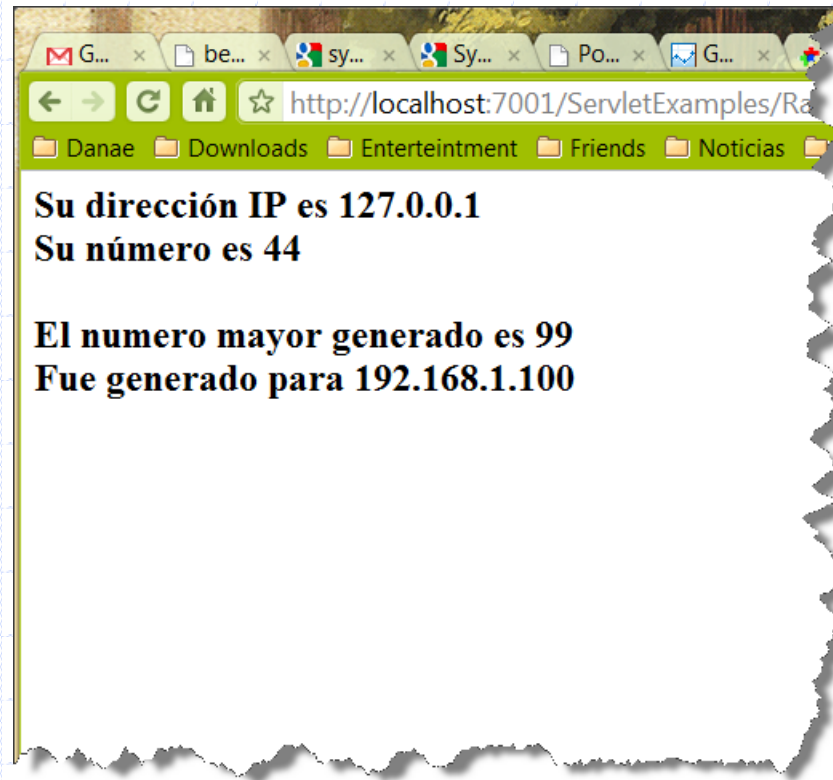 G... be... sy... Sy... Po... G...
http://localhost:7001/ServletExamples/Ra
Danae Downloads Enterteintment Friends Noticias
Su dirección IP es 127.0.0.1
Su número es 44
El numero mayor generado es 99
Fue generado para 192.168.1.100